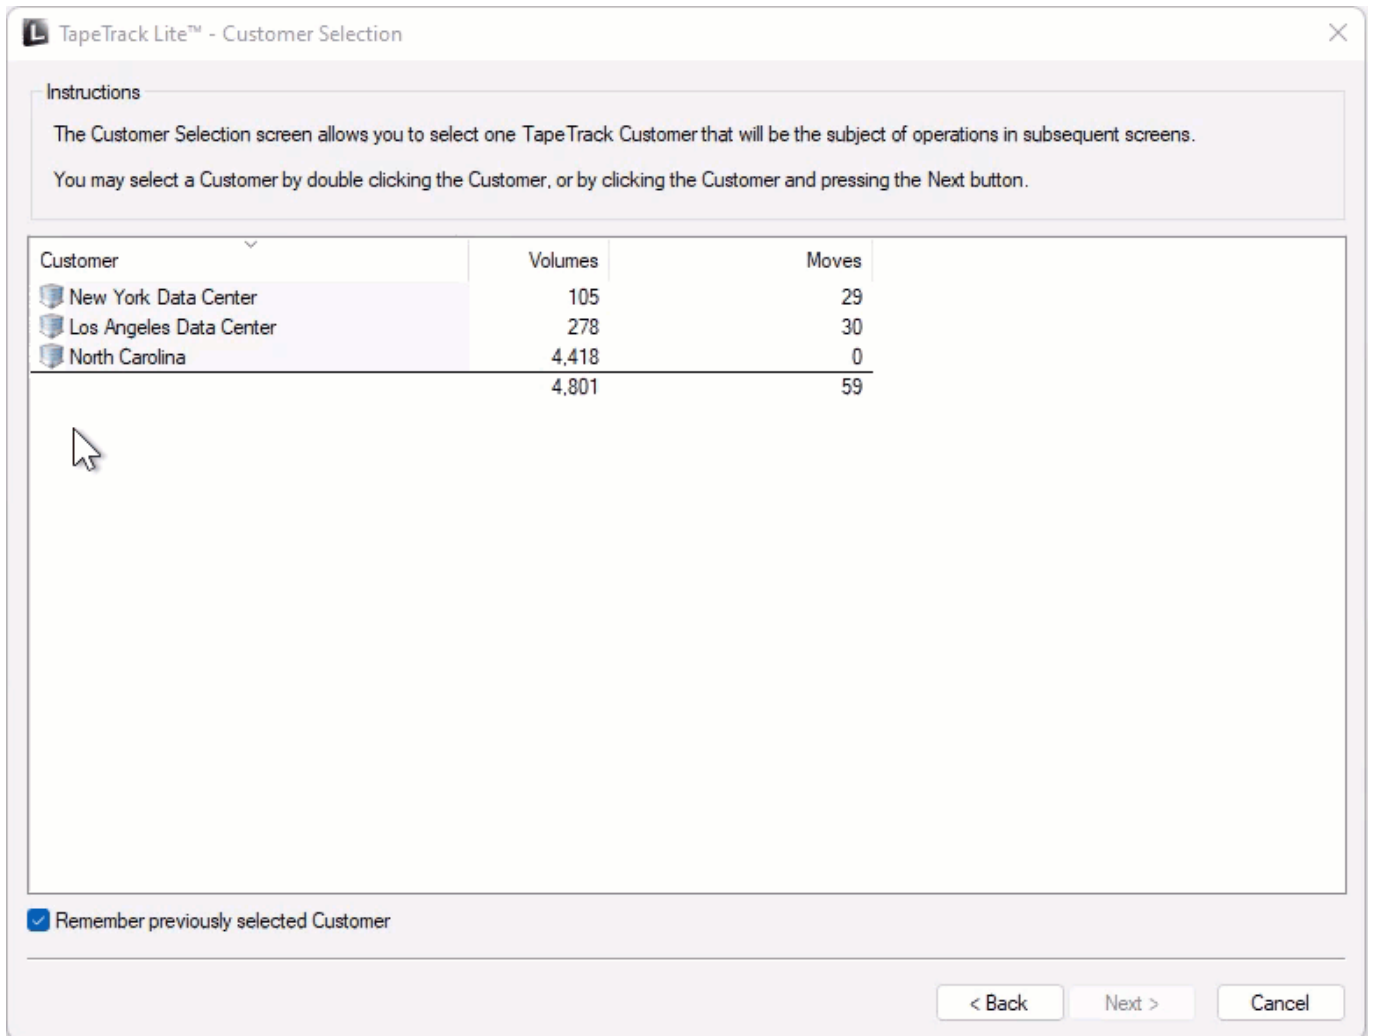 L TapeTrack Lite™ - Customer Selection
Instructions
The Customer Selection screen allows you to select one TapeTrack Customer that will be the subject of operations in subsequent screens.
You may select a Customer by double clicking the Customer, or by clicking the Customer and pressing the Next button.
Customer Volumes Moves
New York Data Center 105 29
Los Angeles Data Center 278 30
North Carolina 4,418 0
4,801 59
Remember previously selected Customer
< Back Next > Cancel